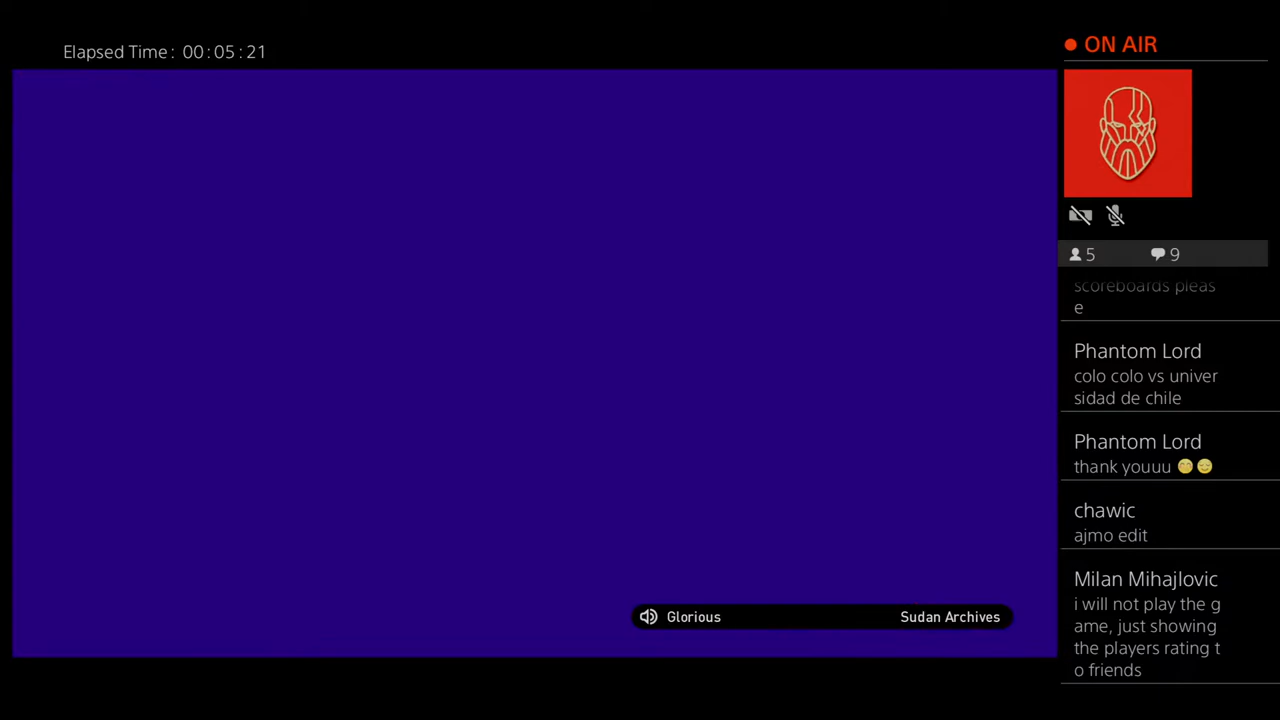 Elapsed Time: 00:05:21
ON AIR
5 9
scoreboards pleas
e
Phantom Lord
colo colo vs univer
sidad de chile
Phantom Lord
thank youuu 🤭😌
chawic
ajmo edit
Milan Mihajlovic
i will not play the g
ame, just showing
the players rating t
o friends
Glorious Sudan Archives